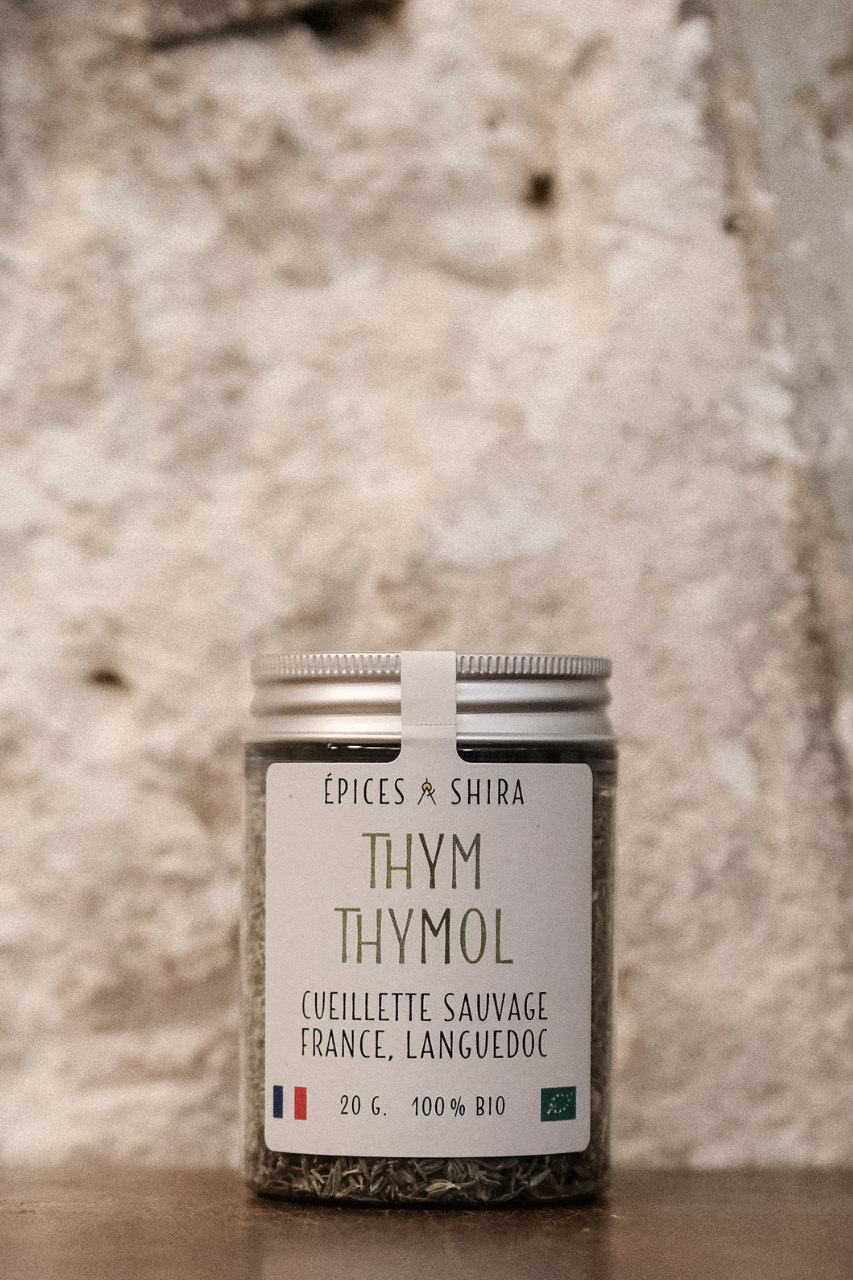 ÉPICES SHIRA
THYM
THYMOL
CUEILLETTE SAUVAGE
FRANCE, LANGUEDOC
20 G. 100% BIO